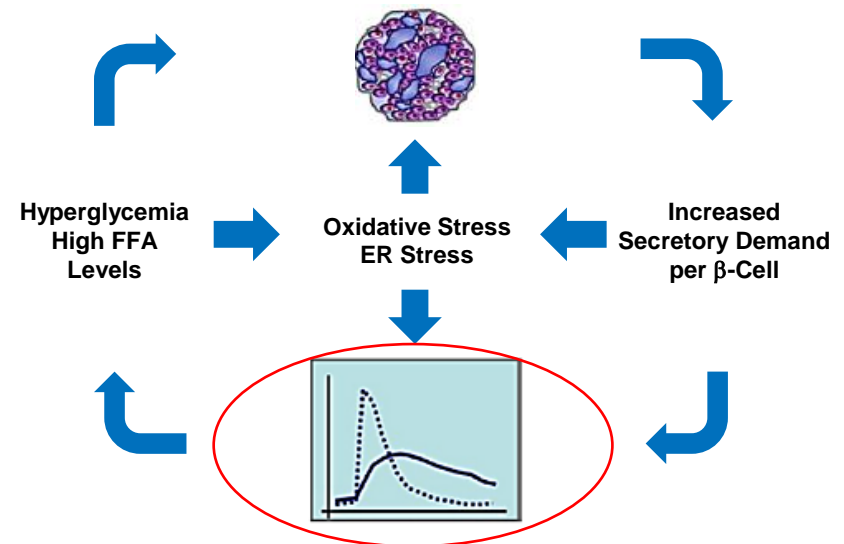 Hyperglycemia
High FFA
Levels
Oxidative Stress
ER Stress
Increased
Secretory Demand
per β-Cell